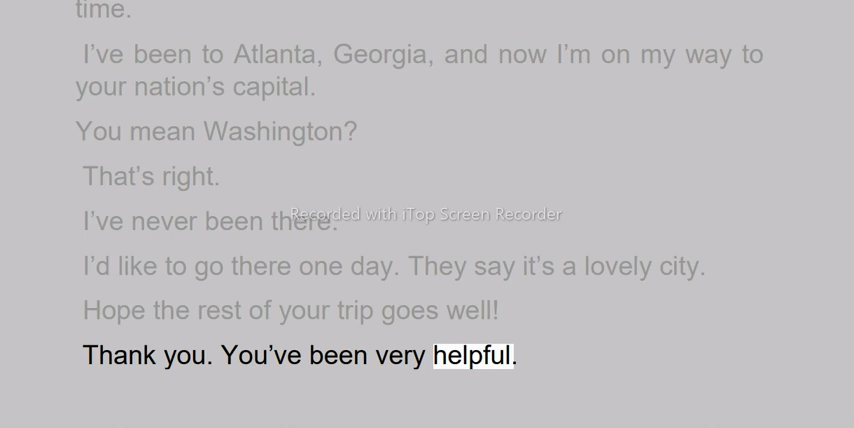 time.
I’ve been to Atlanta, Georgia, and now I’m on my way to
your nation’s capital.
You mean Washington?
That’s right.
I’ve never been there.
Recorded with iTop Screen Recorder
I’d like to go there one day. They say it’s a lovely city.
Hope the rest of your trip goes well!
Thank you. You’ve been very helpful.